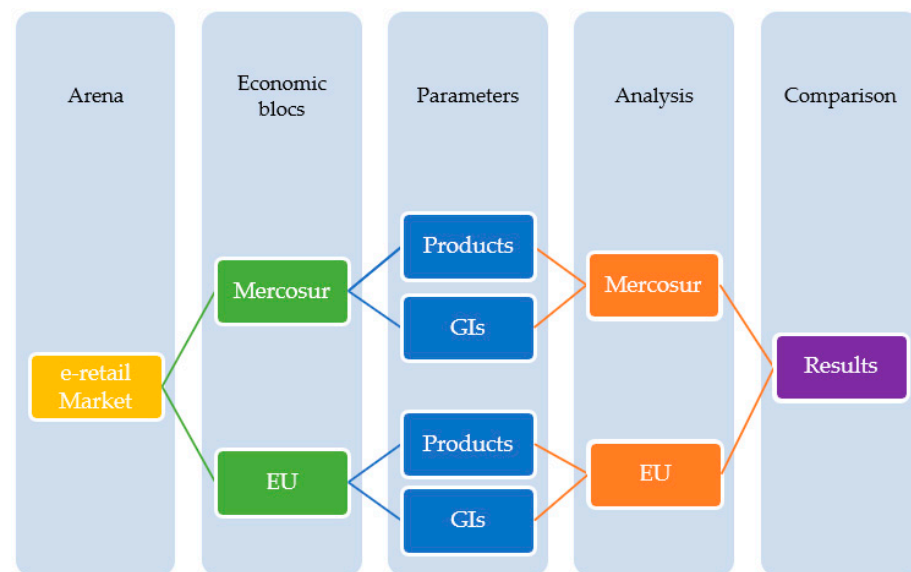 Arena
Economic
blocs
Parameters
Analysis
Comparison
e-retail
Market
Mercosur
EU
Products
GIs
Products
GIs
Mercosur
EU
Results